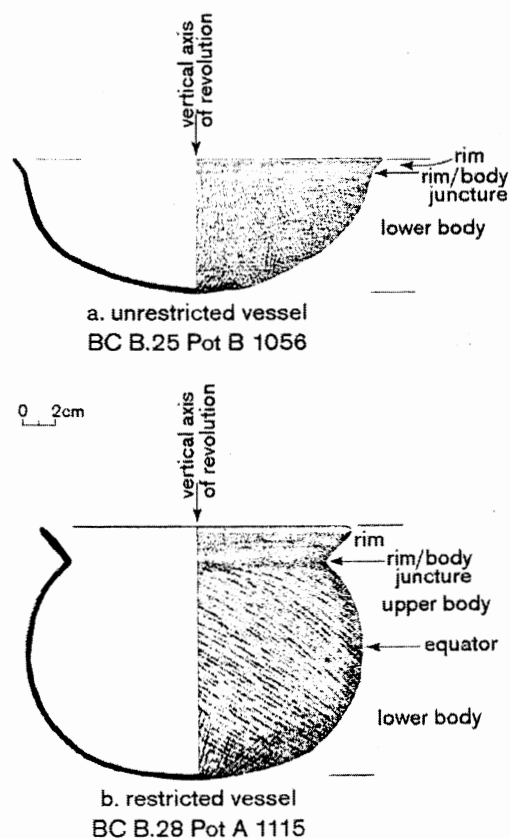 vertical axis
of revolution
rim
rim/body
juncture
lower body
a. unrestricted vessel
BC B.25 Pot B 1056
0 2cm
vertical axis
of revolution
rim
rim/body
juncture
upper body
equator
lower body
b. restricted vessel
BC B.28 Pot A 1115